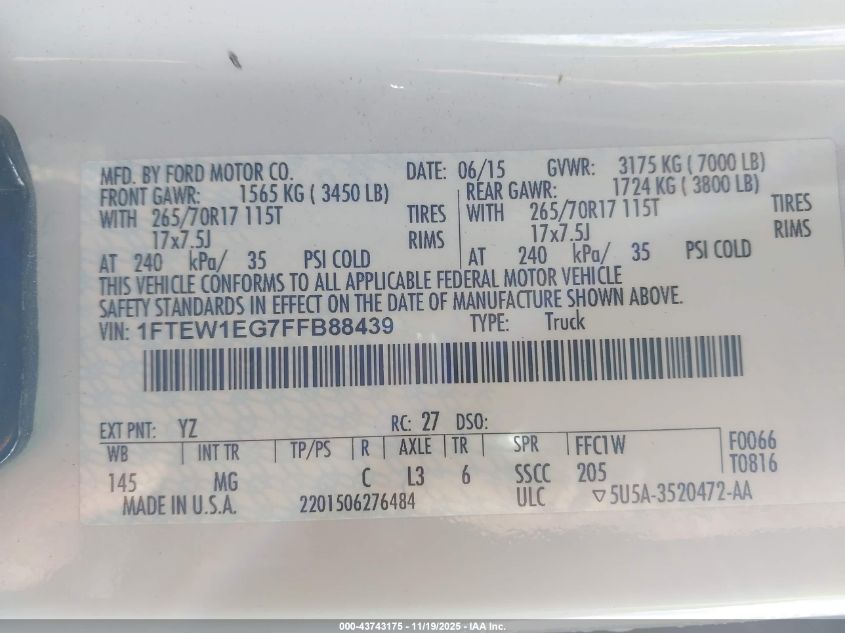 MFD. BY FORD MOTOR CO. DATE: 06/15 GVWR: 3175 KG ( 7000 LB)
FRONT GAWR: 1565 KG ( 3450 LB) REAR GAWR: 1724 KG ( 3800 LB)
WITH 265/70R17 115T TIRES WITH 265/70R17 115T TIRES
17x7.5J RIMS 17x7.5J RIMS
AT 240 kPa/ 35 PSI COLD AT 240 kPa/ 35 PSI COLD
THIS VEHICLE CONFORMS TO ALL APPLICABLE FEDERAL MOTOR VEHICLE
SAFETY STANDARDS IN EFFECT ON THE DATE OF MANUFACTURE SHOWN ABOVE.
VIN: 1FTEW1EG7FFB88439 TYPE: Truck
EXT PNT: YZ RC: 27 DSO:
WB INT TR TP/PS R AXLE TR SPR FFC1W F0066
145 MG C L3 6 SSCC 205 T0816
MADE IN U.S.A. 2201506276484 ULC ▽5U5A-3520472-AA
000-43743175 - 11/19/2025 - IAA Inc.